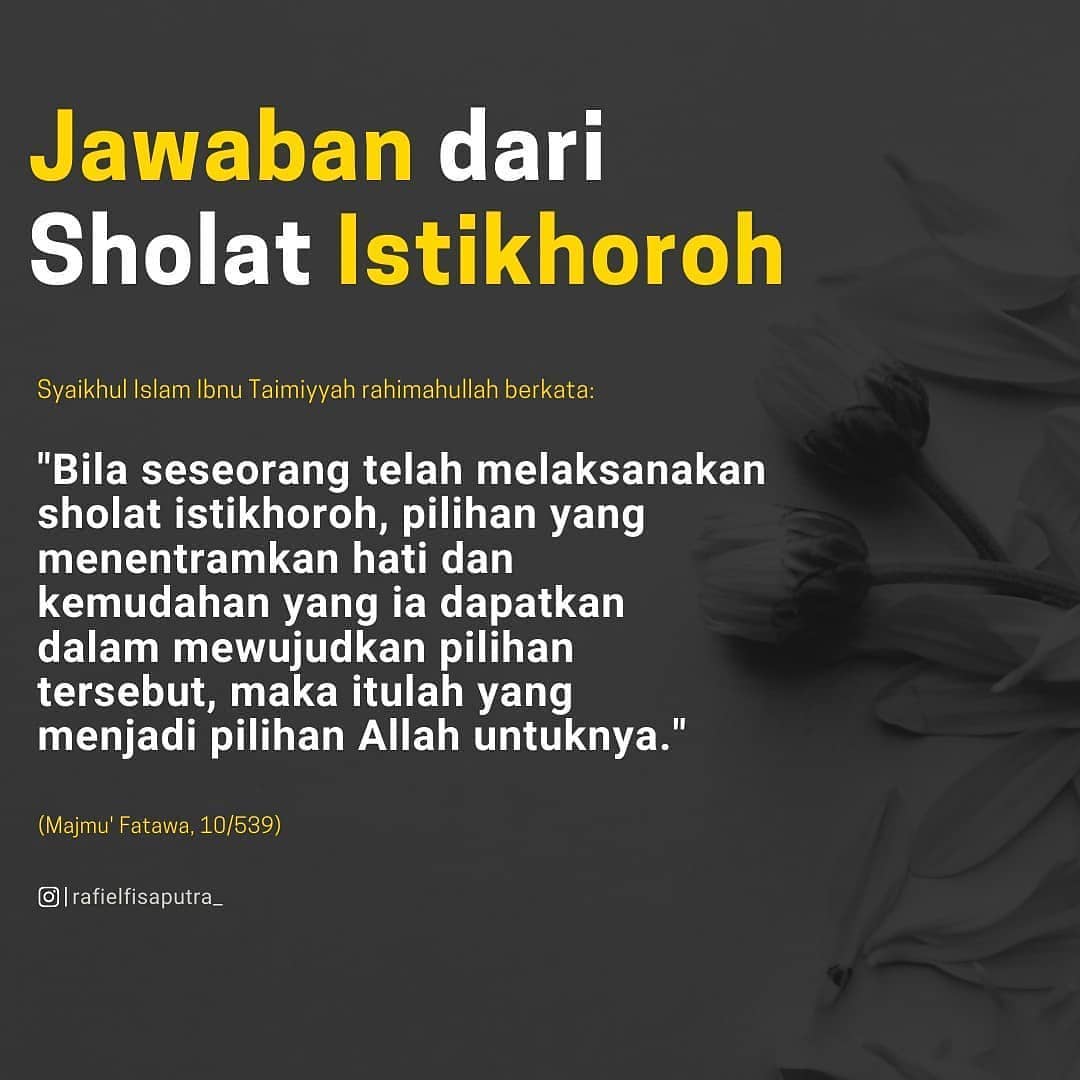 Jawaban dari
Sholat Istikhoroh
Syaikhul Islam Ibnu Taimiyyah rahimahullah berkata:
"Bila seseorang telah melaksanakan
sholat istikhoroh, pilihan yang
menentramkan hati dan
kemudahan yang ia dapatkan
dalam mewujudkan pilihan
tersebut, maka itulah yang
menjadi pilihan Allah untuknya."
(Majmu' Fatawa, 10/539)
|rafielfisaputra_